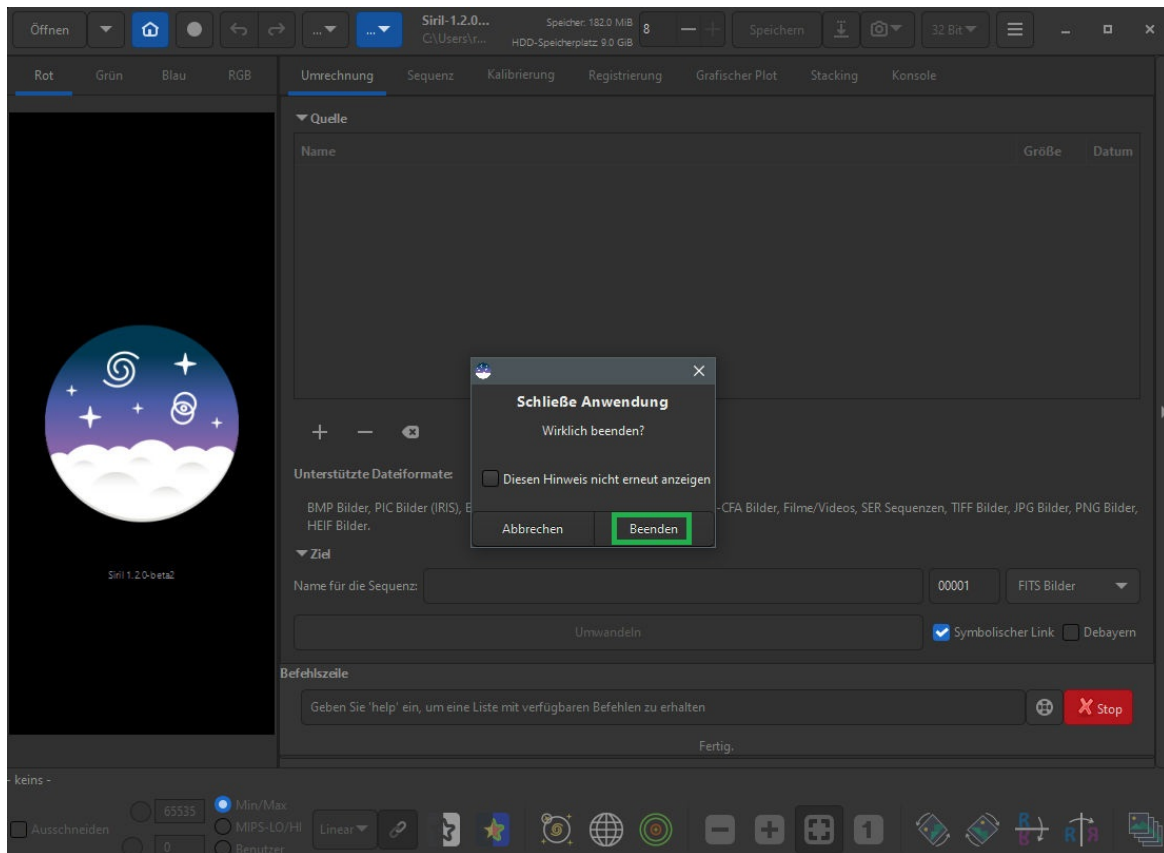 Öffnen
...
...
Siril-1.2.0...
C:\Users\r...
Speicher: 182.0 MiB
HDD-Speicherplatz: 9.0 GiB
8
Speichern
32 Bit
Rot
Grün
Blau
RGB
Umrechnung
Sequenz
Kalibrierung
Registrierung
Grafischer Plot
Stacking
Konsole
Quelle
Name
Größe
Datum
Schließe Anwendung
Wirklich beenden?
Diesen Hinweis nicht erneut anzeigen
Abbrechen
Beenden
Unterstützte Dateiformate:
BMP Bilder, PIC Bilder (IRIS), -CFA Bilder, Filme/Videos, SER Sequenzen, TIFF Bilder, JPG Bilder, PNG Bilder,
HEIF Bilder.
Siril 1.2.0-beta2
Ziel
Name für die Sequenz:
00001
FITS Bilder
Umwandeln
Symbolischer Link
Debayern
Befehlszeile
Geben Sie 'help' ein, um eine Liste mit verfügbaren Befehlen zu erhalten
Stop
Fertig.
- keins -
Ausschneiden
65535
0
Min/Max
MIPS-LO/HI
Benutzer
Linear
1
R
R
R
R